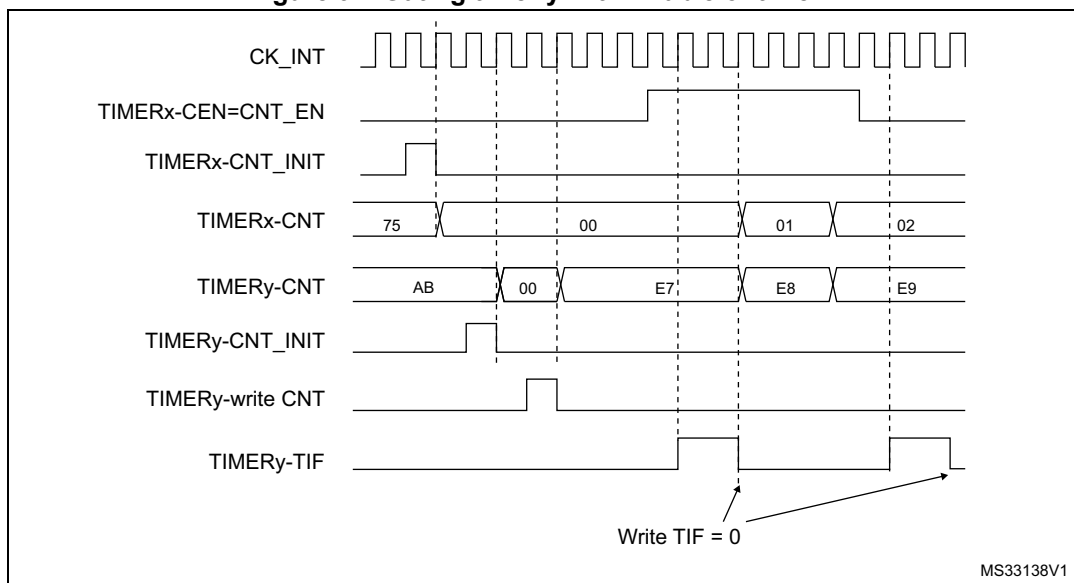 CK_INT
TIMERx-CEN=CNT_EN
TIMERx-CNT_INIT
TIMERx-CNT 75 00 01 02
TIMERy-CNT AB 00 E7 E8 E9
TIMERy-CNT_INIT
TIMERy-write CNT
TIMERy-TIF
Write TIF = 0
MS33138V1